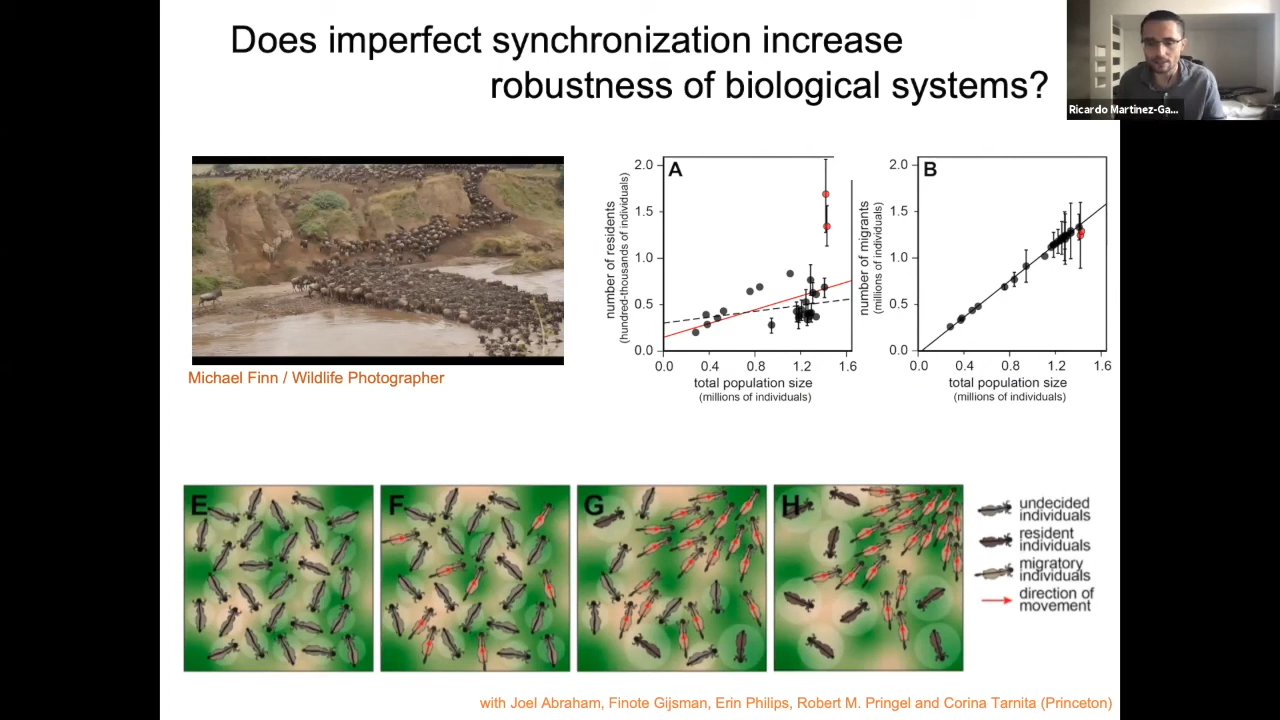 Does imperfect synchronization increase
robustness of biological systems?
Ricardo Martinez-Ga...
Michael Finn / Wildlife Photographer
A
number of residents
(hundred-thousands of individuals)
2.0
1.5
1.0
0.5
0.0
0.0 0.4 0.8 1.2 1.6
total population size
(millions of individuals)
B
number of migrants
(millions of individuals)
2.0
1.5
1.0
0.5
0.0
0.0 0.4 0.8 1.2 1.6
total population size
(millions of individuals)
E
F
G
H
undecided
individuals
resident
individuals
migratory
individuals
direction of
movement
with Joel Abraham, Finote Gijsman, Erin Philips, Robert M. Pringel and Corina Tarnita (Princeton)